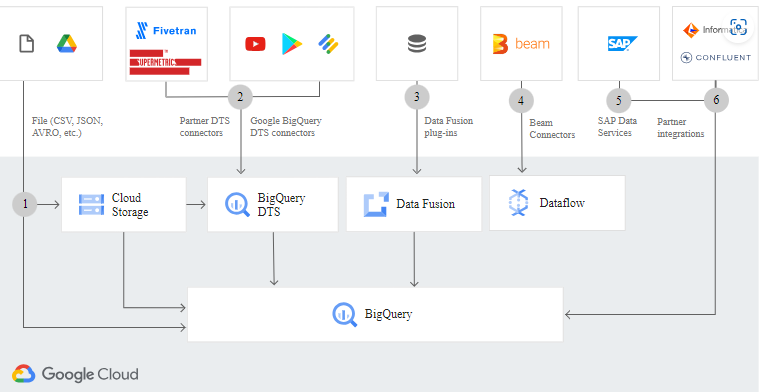 Fivetran
SUPERMETRICS
beam
SAP
CONFLUENT
2
3
4
5
6
File (CSV, JSON,
AVRO, etc.)
Partner DTS
connectors
Google BigQuery
DTS connectors
Data Fusion
plug-ins
Beam
Connectors
SAP Data
Services
Partner
integrations
1
Cloud
Storage
BigQuery
DTS
Data Fusion
Dataflow
BigQuery
Google Cloud